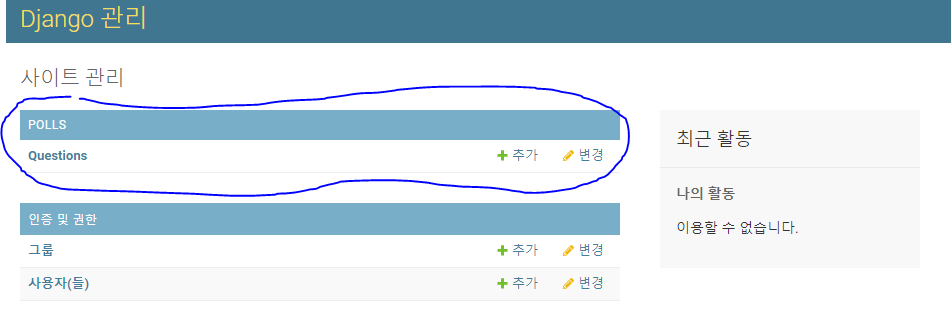 Django 관리
사이트 관리
POLLS
Questions 추가 변경
인증 및 권한
그룹 추가 변경
사용자(들) 추가 변경
최근 활동
나의 활동
이용할 수 없습니다.